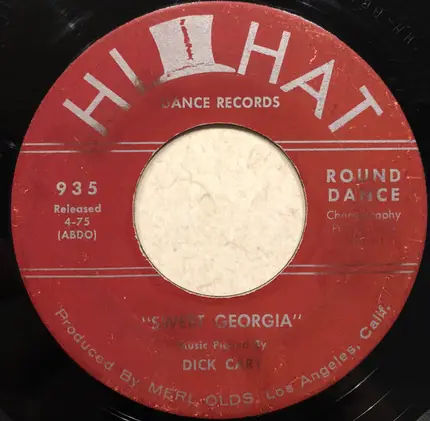 HI HAT
DANCE RECORDS
935
Released
4-75
(ABDO)
ROUND
DANCE
Choreography
"SWEET GEORGIA"
Music Played By
DICK CARY
Produced By MERL OLDS, Los Angeles, Calif.